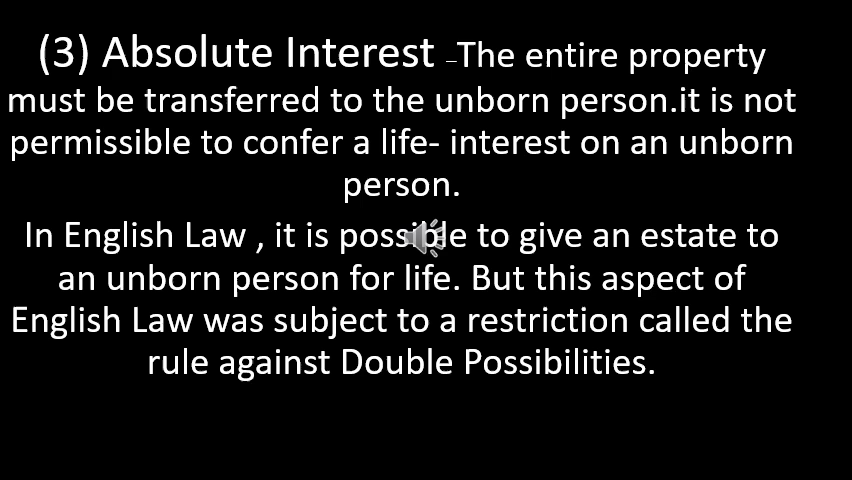 (3) Absolute Interest –The entire property
must be transferred to the unborn person.it is not
permissible to confer a life- interest on an unborn
person.
In English Law , it is possible to give an estate to
an unborn person for life. But this aspect of
English Law was subject to a restriction called the
rule against Double Possibilities.